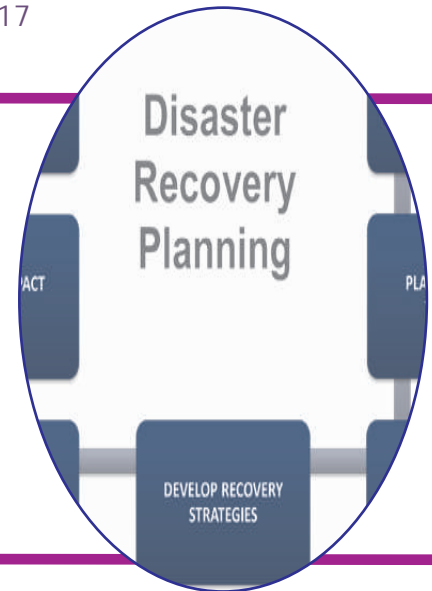 17
Disaster
Recovery
Planning
DEVELOP RECOVERY
STRATEGIES